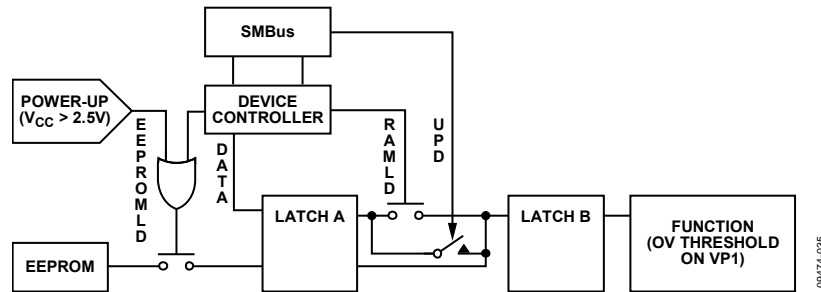 SMBus
POWER-UP
(VCC > 2.5V)
DEVICE
CONTROLLER
EEPROMLD
DATA
RAMLD
UPD
LATCH A
LATCH B
FUNCTION
(OV THRESHOLD
ON VP1)
EEPROM
09474-035